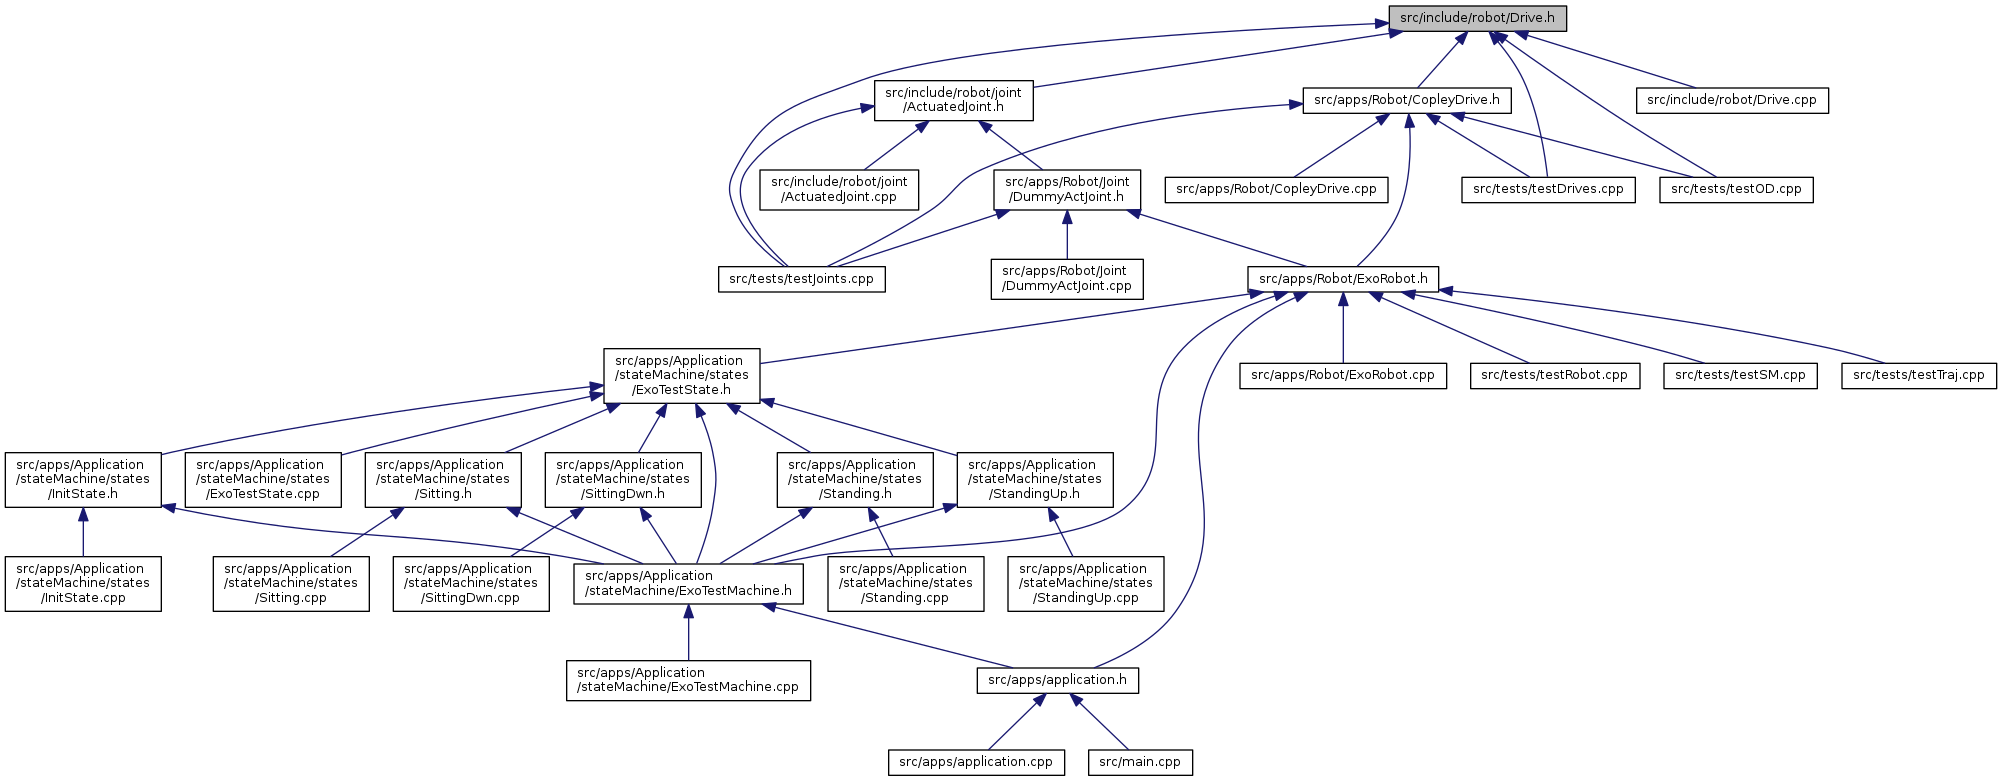 src/include/robot/Drive.h
src/include/robot/joint
/ActuatedJoint.h
src/apps/Robot/CopleyDrive.h
src/include/robot/Drive.cpp
src/include/robot/joint
/ActuatedJoint.cpp
src/apps/Robot/Joint
/DummyActJoint.h
src/apps/Robot/CopleyDrive.cpp
src/tests/testDrives.cpp
src/tests/testOD.cpp
src/tests/testJoints.cpp
src/apps/Robot/Joint
/DummyActJoint.cpp
src/apps/Robot/ExoRobot.h
src/apps/Application
/stateMachine/states
/ExoTestState.h
src/apps/Robot/ExoRobot.cpp
src/tests/testRobot.cpp
src/tests/testSM.cpp
src/tests/testTraj.cpp
src/apps/Application
/stateMachine/states
/InitState.h
src/apps/Application
/stateMachine/states
/ExoTestState.cpp
src/apps/Application
/stateMachine/states
/Sitting.h
src/apps/Application
/stateMachine/states
/SittingDwn.h
src/apps/Application
/stateMachine/states
/Standing.h
src/apps/Application
/stateMachine/states
/StandingUp.h
src/apps/Application
/stateMachine/states
/InitState.cpp
src/apps/Application
/stateMachine/states
/Sitting.cpp
src/apps/Application
/stateMachine/states
/SittingDwn.cpp
src/apps/Application
/stateMachine/ExoTestMachine.h
src/apps/Application
/stateMachine/states
/Standing.cpp
src/apps/Application
/stateMachine/states
/StandingUp.cpp
src/apps/Application
/stateMachine/ExoTestMachine.cpp
src/apps/application.h
src/apps/application.cpp
src/main.cpp